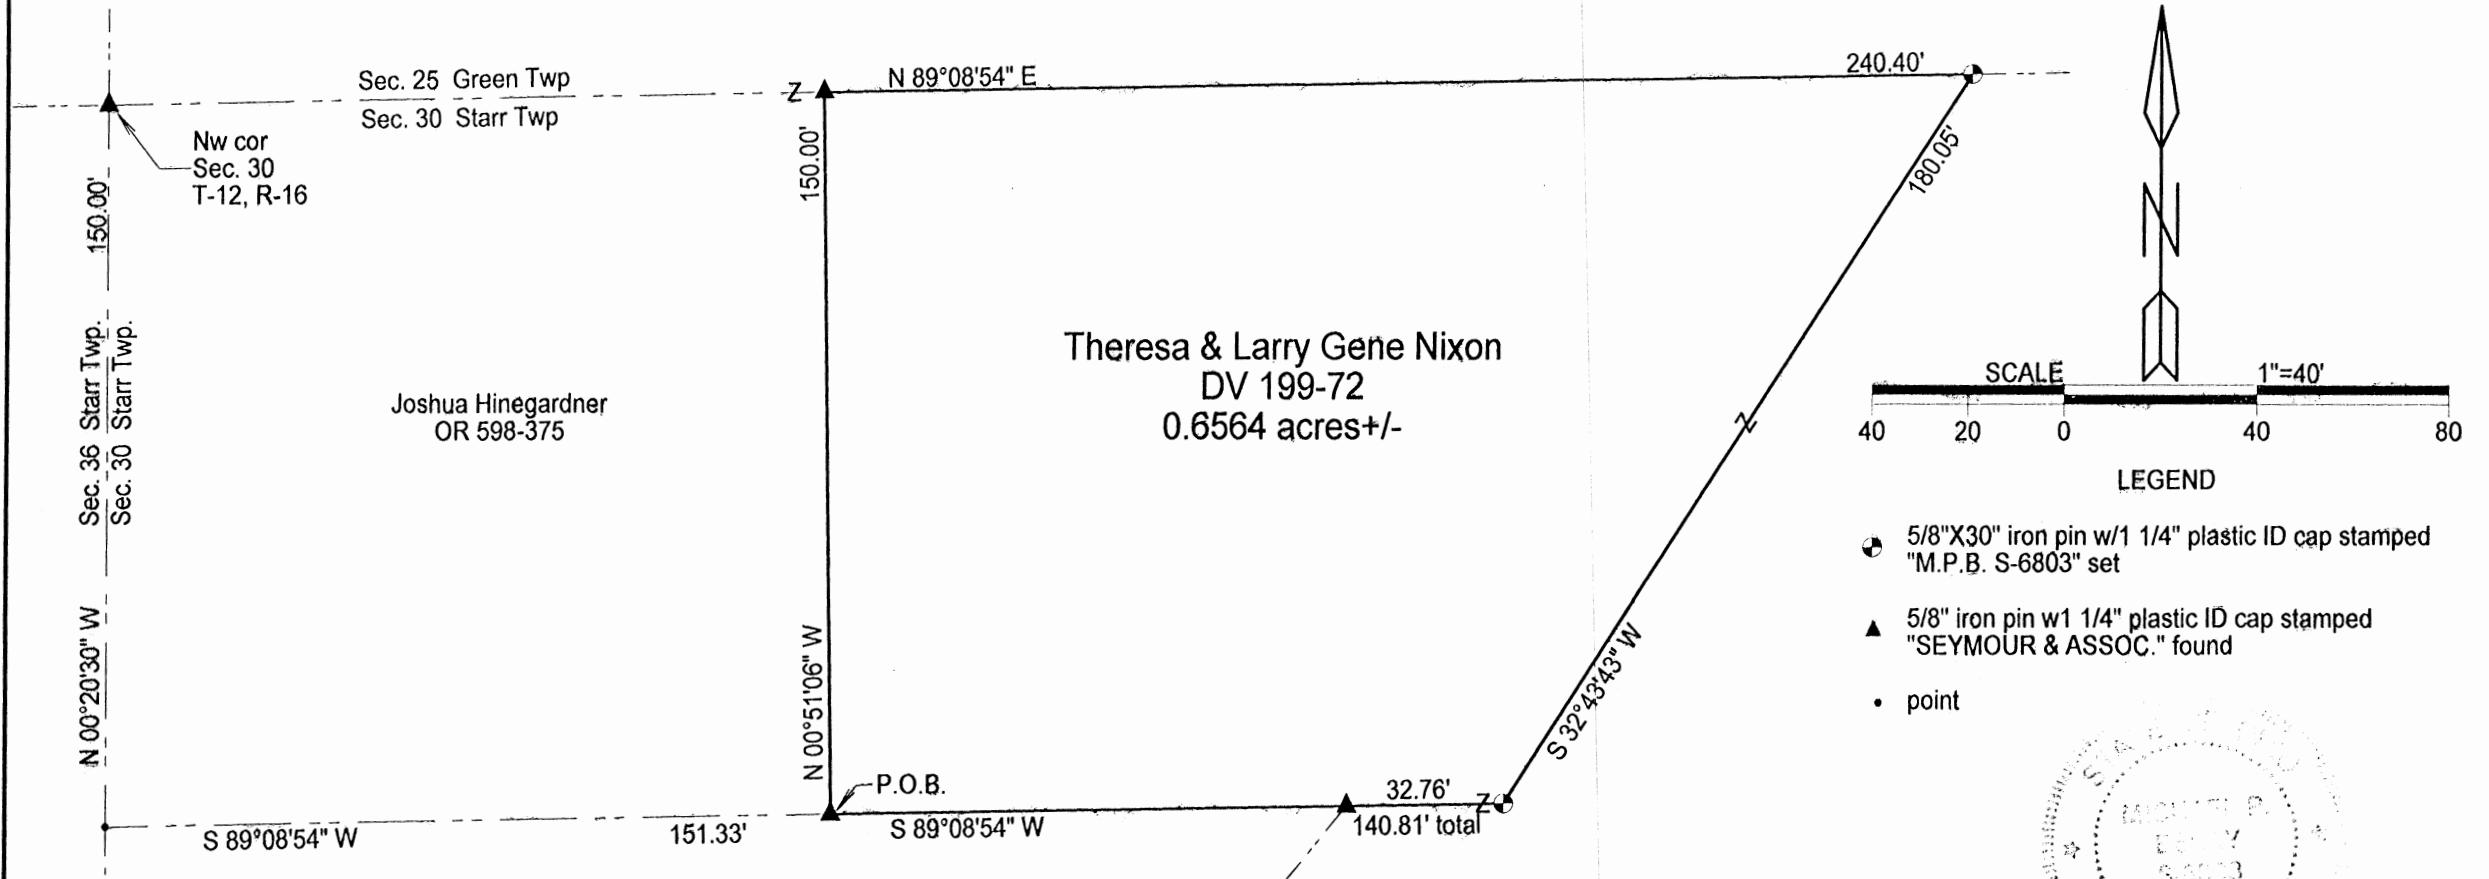 Sec. 25 Green Twp
Sec. 30 Starr Twp
Nw cor
Sec. 30
T-12, R-16
Z
N 89°08'54" E
240.40'
150.00'
150.00'
180.05'
N
Theresa & Larry Gene Nixon
DV 199-72
0.6564 acres+/-
Joshua Hinegardner
OR 598-375
Sec. 36 Starr Twp.
Sec. 30 Starr Twp.
N 00°20'30" W
N 00°51'06" W
Z
S 32°43'43" W
P.O.B.
S 89°08'54" W
151.33'
S 89°08'54" W
32.76'
Z
140.81' total
SCALE 1"=40'
40 20 0 40 80
LEGEND
5/8"X30" iron pin w/1 1/4" plastic ID cap stamped
"M.P.B. S-6803" set
5/8" iron pin w1 1/4" plastic ID cap stamped
"SEYMOUR & ASSOC." found
point
MICHAEL P.